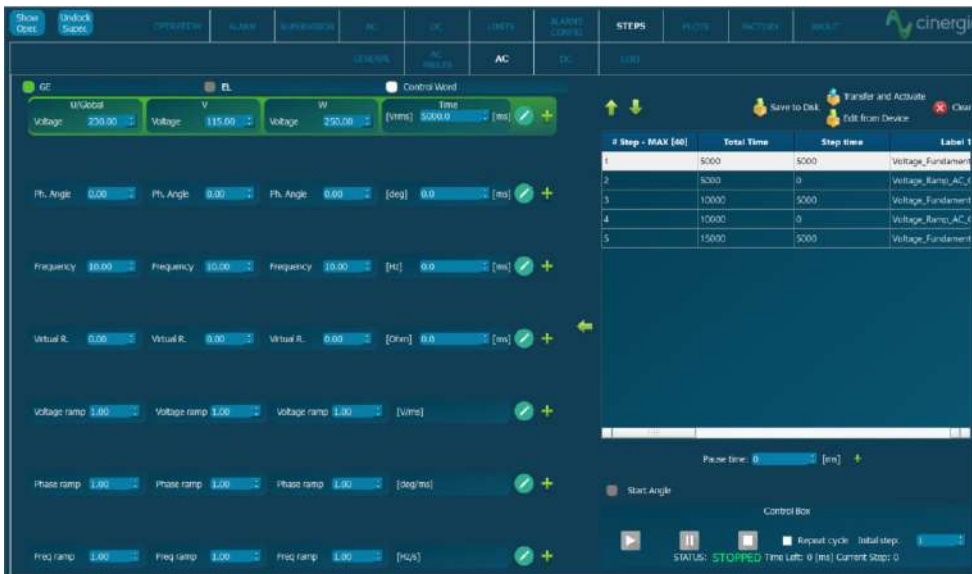 Show
Oper.
Undock
Super.
OPERATION
ALARM
SUPERVISION
AC
DC
LIMITS
ALARMS
CONFIG
STEPS
PLOTS
FACTORY
ABOUT
cinergi
GENERAL
AC
AC
DC
GE
EL
Control Word
U/Global
V
W
Time
Voltage 230.00 Voltage 115.00 Voltage 250.00 [Vrms] 5000.0 [ms]
Ph. Angle 0.00 Ph. Angle 0.00 Ph. Angle 0.00 [deg] 0.0 [ms]
Frequency 10.00 Frequency 10.00 Frequency 10.00 [Hz] 0.0 [ms]
Virtual R. 0.00 Virtual R. 0.00 Virtual R. 0.00 [Ohm] 0.0 [ms]
Voltage ramp 1.00 Voltage ramp 1.00 Voltage ramp 1.00 [V/ms]
Phase ramp 1.00 Phase ramp 1.00 Phase ramp 1.00 [deg/ms]
Freq ramp 1.00 Freq ramp 1.00 Freq ramp 1.00 [Hz/s]
Save to Disk
Transfer and Activate
Edit from Device
Clea
# Step - MAX [40] Total Time Step time Label 1
1 5000 5000 Voltage_Fundament
2 5000 0 Voltage_Ramp_AC_
3 10000 5000 Voltage_Fundament
4 10000 0 Voltage_Ramp_AC_
5 15000 5000 Voltage_Fundament
Pause time: 0 [ms]
Start Angle
Control Box
Repeat cycle Initial step: 1
STATUS: STOPPED Time Left: 0 [ms] Current Step: 0